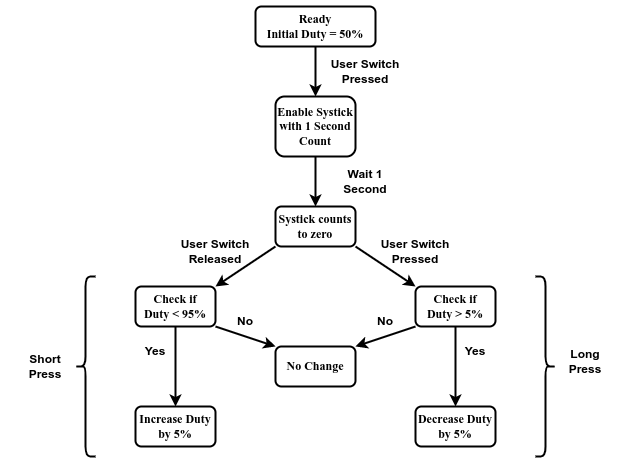 Ready
Initial Duty = 50%
User Switch
Pressed
Enable Systick
with 1 Second
Count
Wait 1
Second
Systick counts
to zero
User Switch
Released
User Switch
Pressed
Check if
Duty < 95%
Check if
Duty > 5%
No
No
Yes
Yes
No Change
Short
Press
Long
Press
Increase Duty
by 5%
Decrease Duty
by 5%